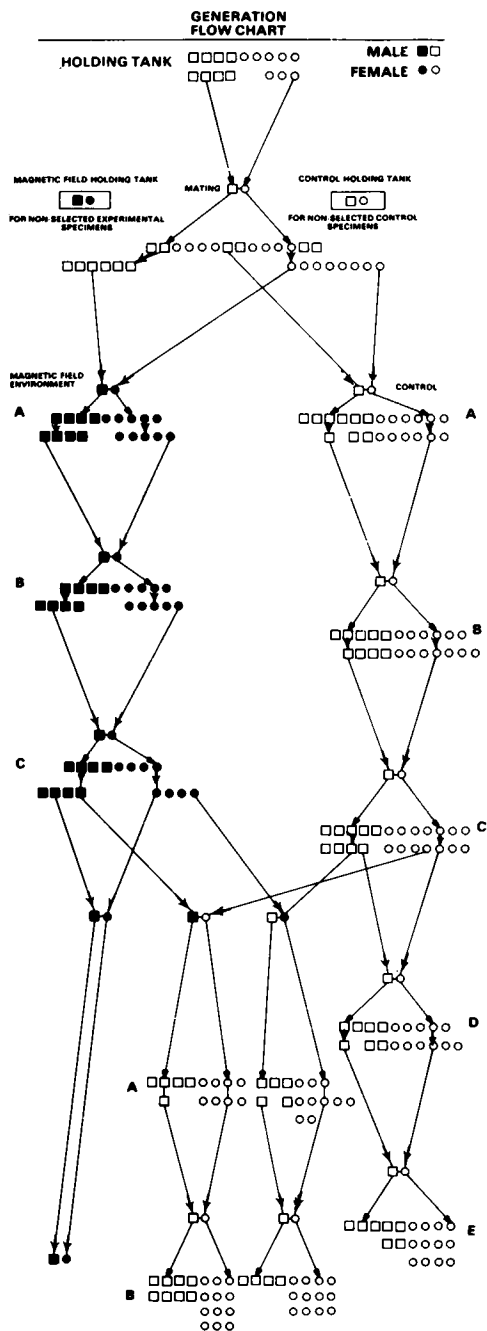 GENERATION
FLOW CHART
MALE
FEMALE
HOLDING TANK
MATING
MAGNETIC FIELD HOLDING TANK
FOR NON-SELECTED EXPERIMENTAL
SPECIMENS
CONTROL HOLDING TANK
FOR NON-SELECTED CONTROL
SPECIMENS
MAGNETIC FIELD
ENVIRONMENT
CONTROL
A
A
B
B
C
C
D
A
E
B